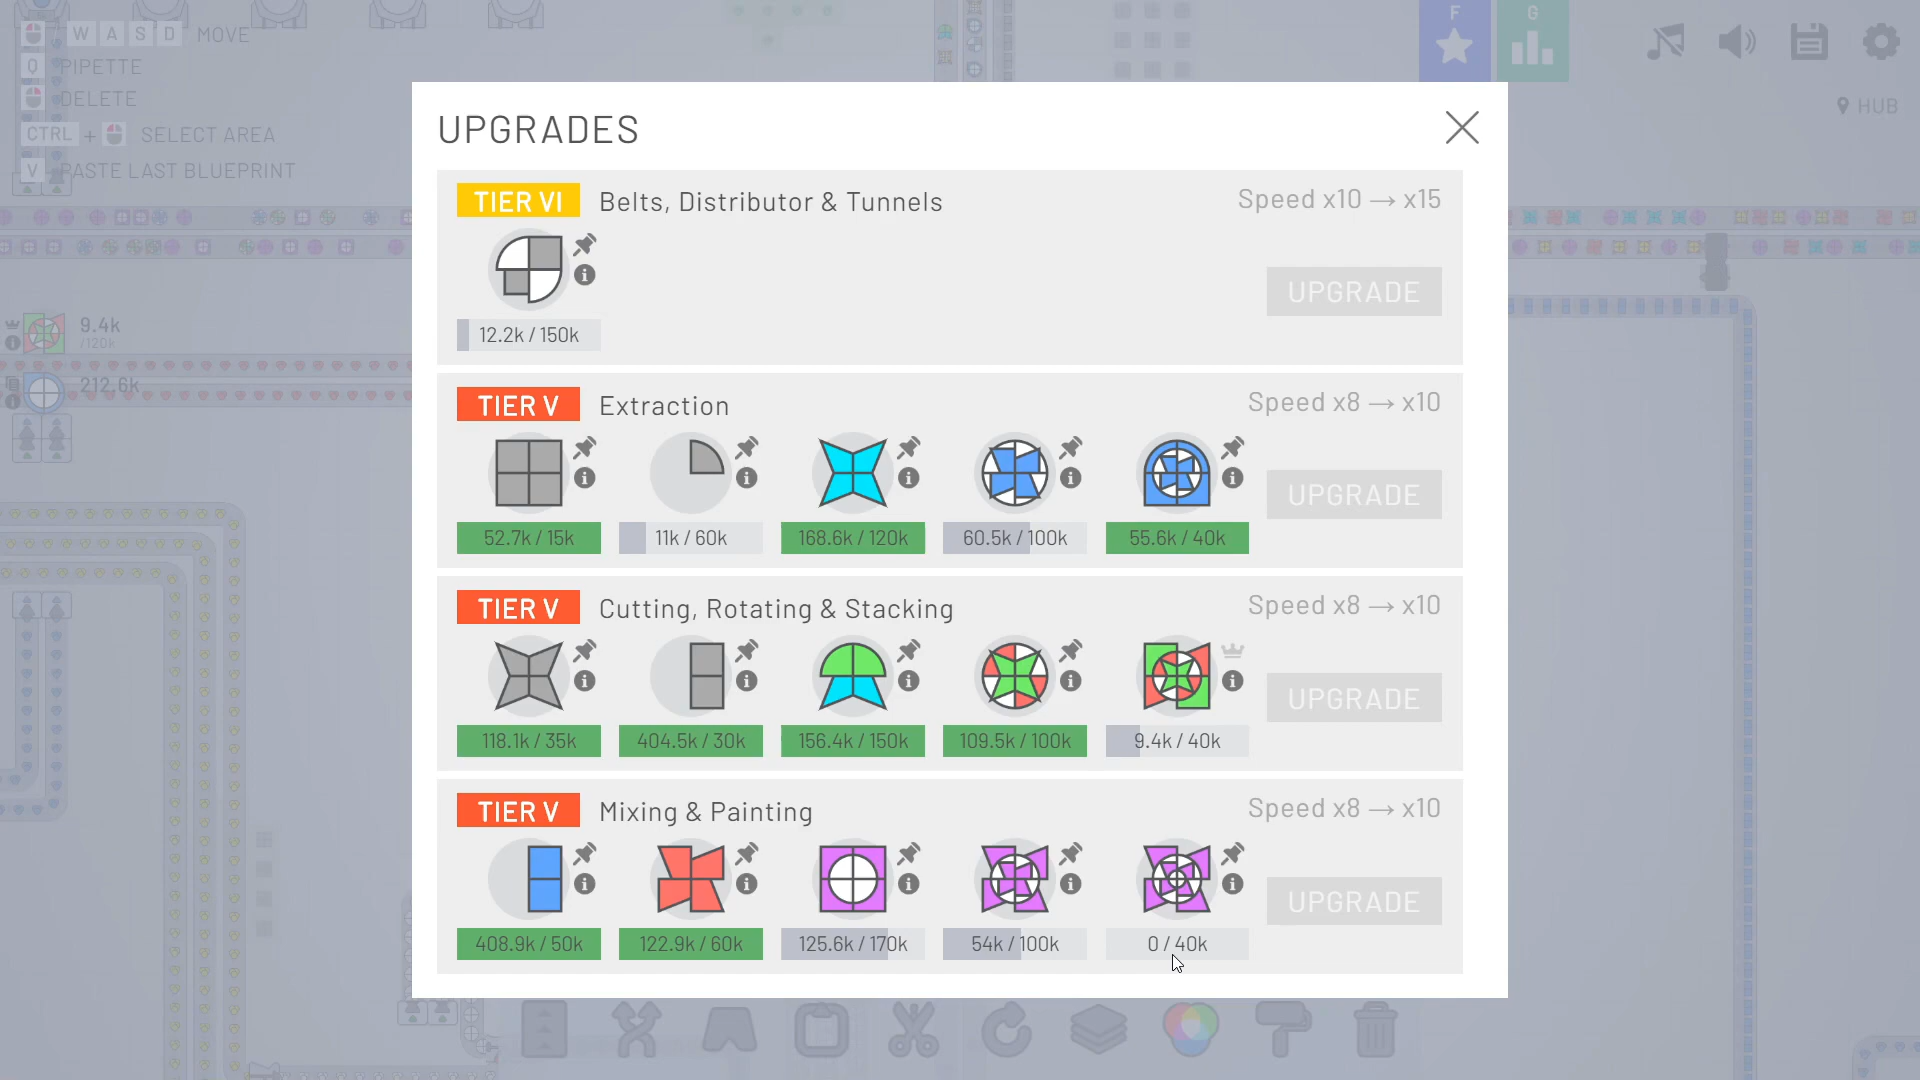 W A S D MOVE
Q PIPETTE
DELETE
CTRL + SELECT AREA
V PASTE LAST BLUEPRINT
F G
HUB
9.4k
/120k
212.6k
UPGRADES
TIER VI Belts, Distributor & Tunnels Speed x10 → x15
12.2k / 150k
UPGRADE
TIER V Extraction Speed x8 → x10
52.7k / 15k 11k / 60k 168.6k / 120k 60.5k / 100k 55.6k / 40k
UPGRADE
TIER V Cutting, Rotating & Stacking Speed x8 → x10
118.1k / 35k 404.5k / 30k 156.4k / 150k 109.5k / 100k 9.4k / 40k
UPGRADE
TIER V Mixing & Painting Speed x8 → x10
408.9k / 50k 122.9k / 60k 125.6k / 170k 54k / 100k 0 / 40k
UPGRADE